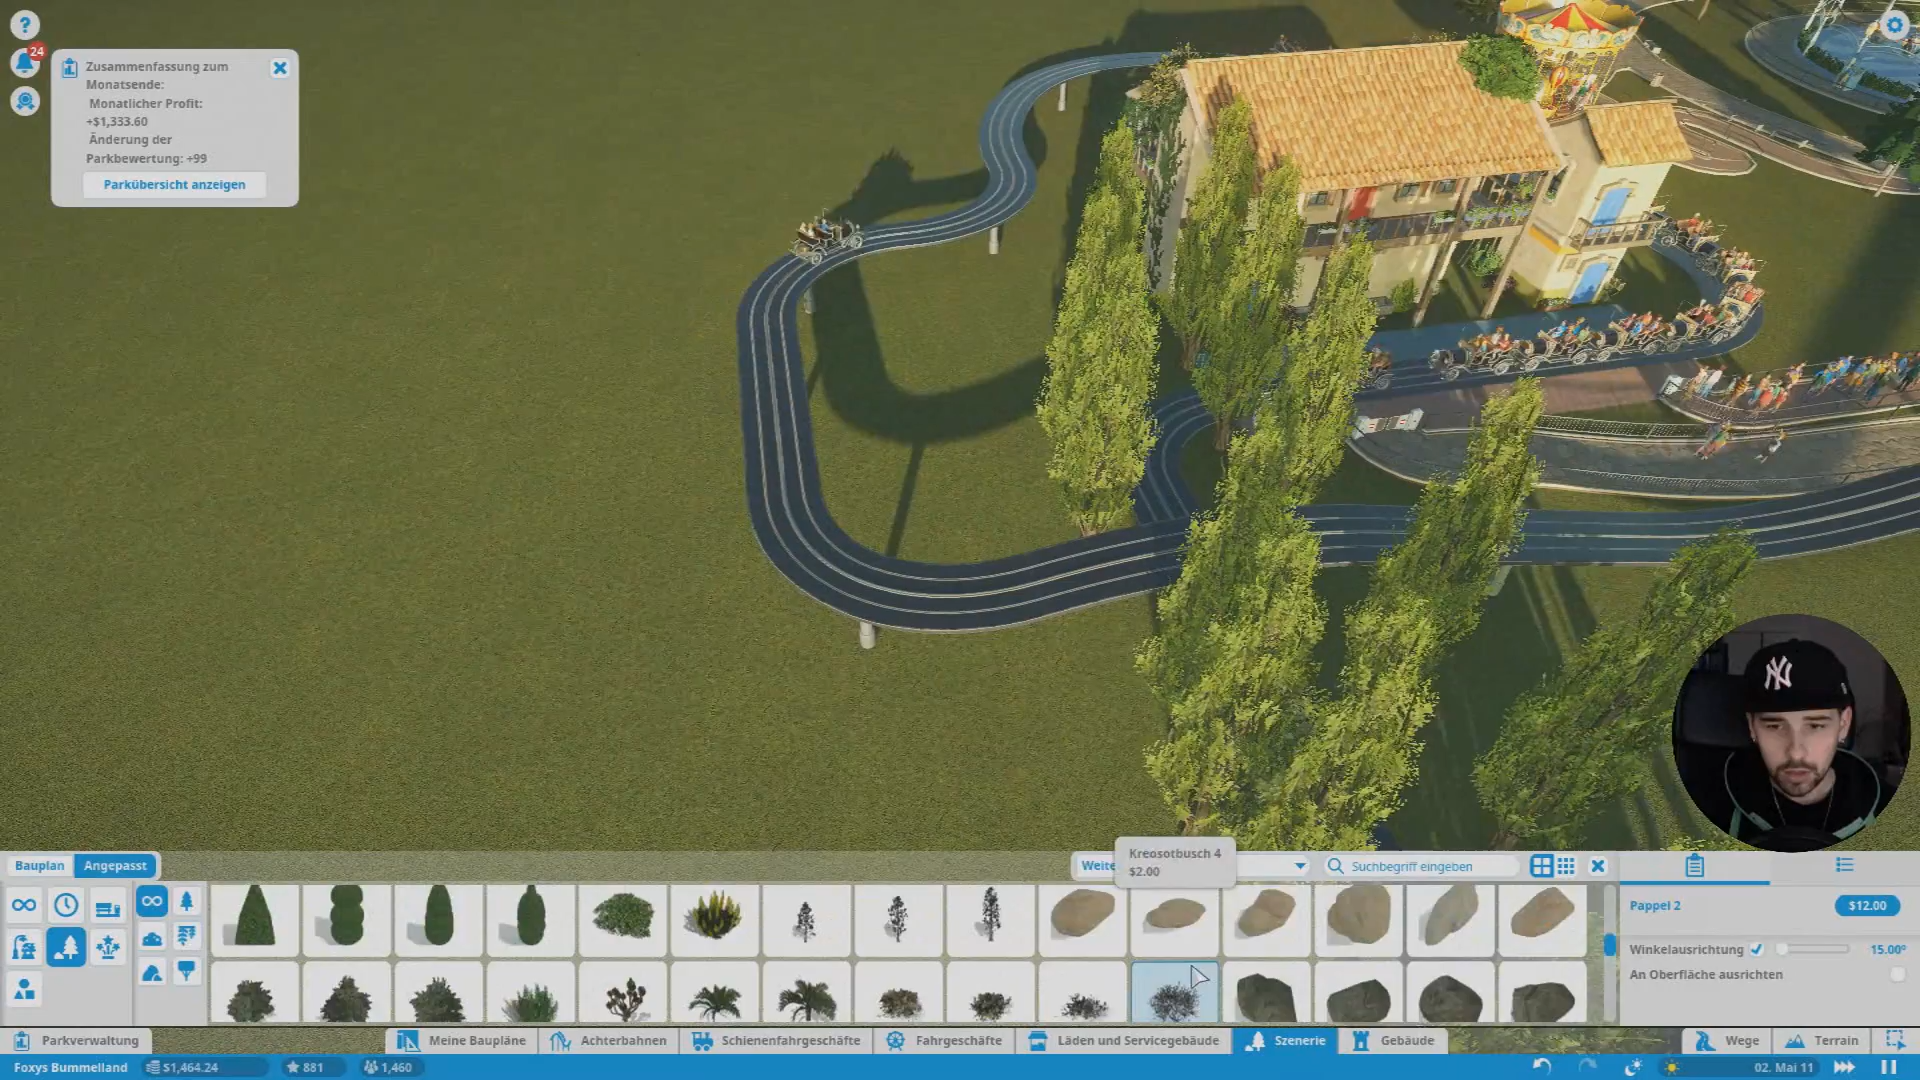 ?
24
Zusammenfassung zum
Monatsende:
Monatlicher Profit:
+$1,333.60
Änderung der
Parkbewertung: +99
Parkübersicht anzeigen
NY
Bauplan
Angepasst
Weite
Kreosotbusch 4
$2.00
Suchbegriff eingeben
Pappel 2
$12.00
Winkelausrichtung
15.00°
An Oberfläche ausrichten
Parkverwaltung
Meine Baupläne
Achterbahnen
Schienenfahrgeschäfte
Fahrgeschäfte
Läden und Servicegebäude
Szenerie
Gebäude
Wege
Terrain
Foxys Bummelland
$1,464.24
881
1,460
02. Mai 11